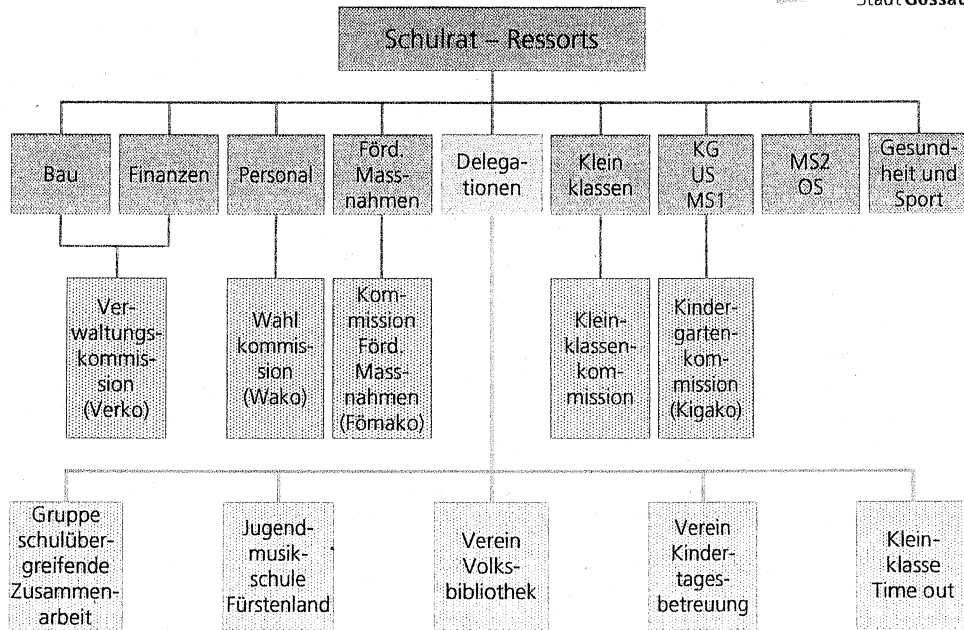 Stadt Gossau
Schulrat – Ressorts
Bau
Finanzen
Personal
Förd.
Mass-
nahmen
Delega-
tionen
Klein
klassen
KG
US
MS1
MS2
OS
Gesund-
heit und
Sport
Ver-
waltungs-
kommis-
sion
(Verko)
Wahl
kommis-
sion
(Wako)
Kom-
mission
Förd.
Mass-
nahmen
(Fömako)
Klein-
klassen-
kom-
mission
Kinder-
garten-
kom-
mission
(Kigako)
Gruppe
schulüber-
greifende
Zusammen-
arbeit
Jugend-
musik-
schule
Fürstenland
Verein
Volks-
bibliothek
Verein
Kinder-
tages-
betreuung
Klein-
klasse
Time out